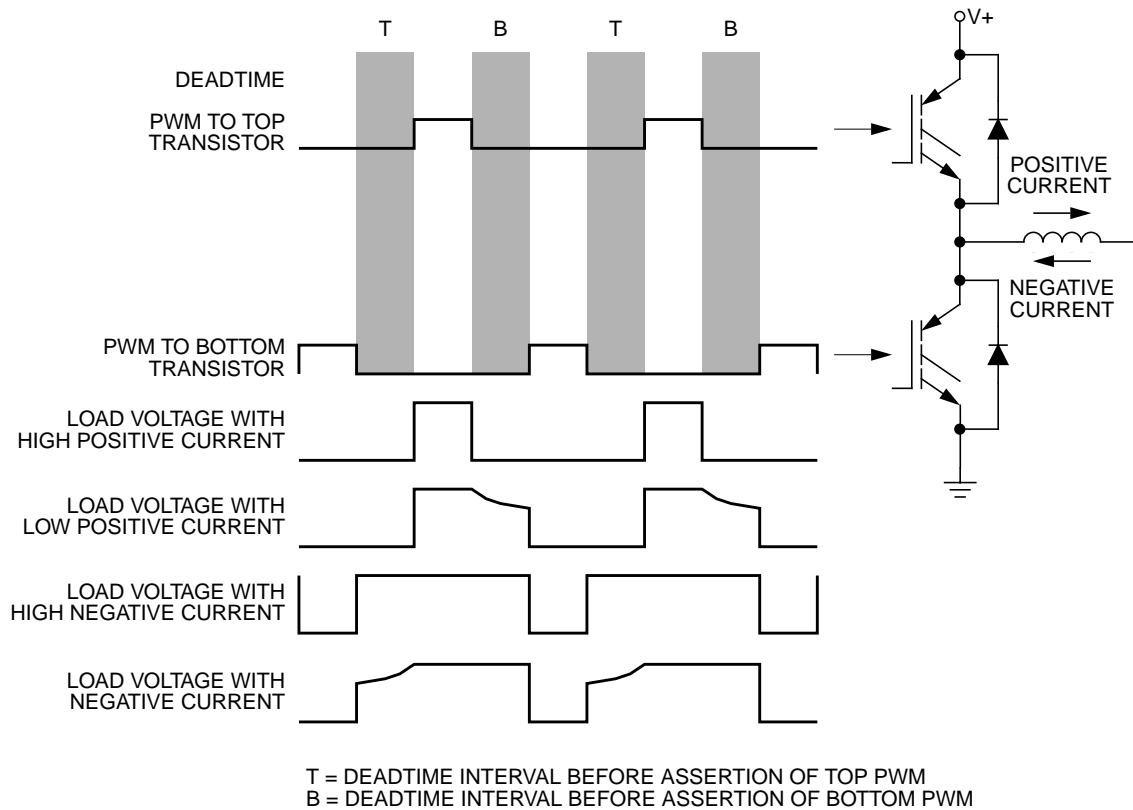 T B T B
V+
DEADTIME
PWM TO TOP
TRANSISTOR
POSITIVE
CURRENT
NEGATIVE
CURRENT
PWM TO BOTTOM
TRANSISTOR
LOAD VOLTAGE WITH
HIGH POSITIVE CURRENT
LOAD VOLTAGE WITH
LOW POSITIVE CURRENT
LOAD VOLTAGE WITH
HIGH NEGATIVE CURRENT
LOAD VOLTAGE WITH
NEGATIVE CURRENT
T = DEADTIME INTERVAL BEFORE ASSERTION OF TOP PWM
B = DEADTIME INTERVAL BEFORE ASSERTION OF BOTTOM PWM